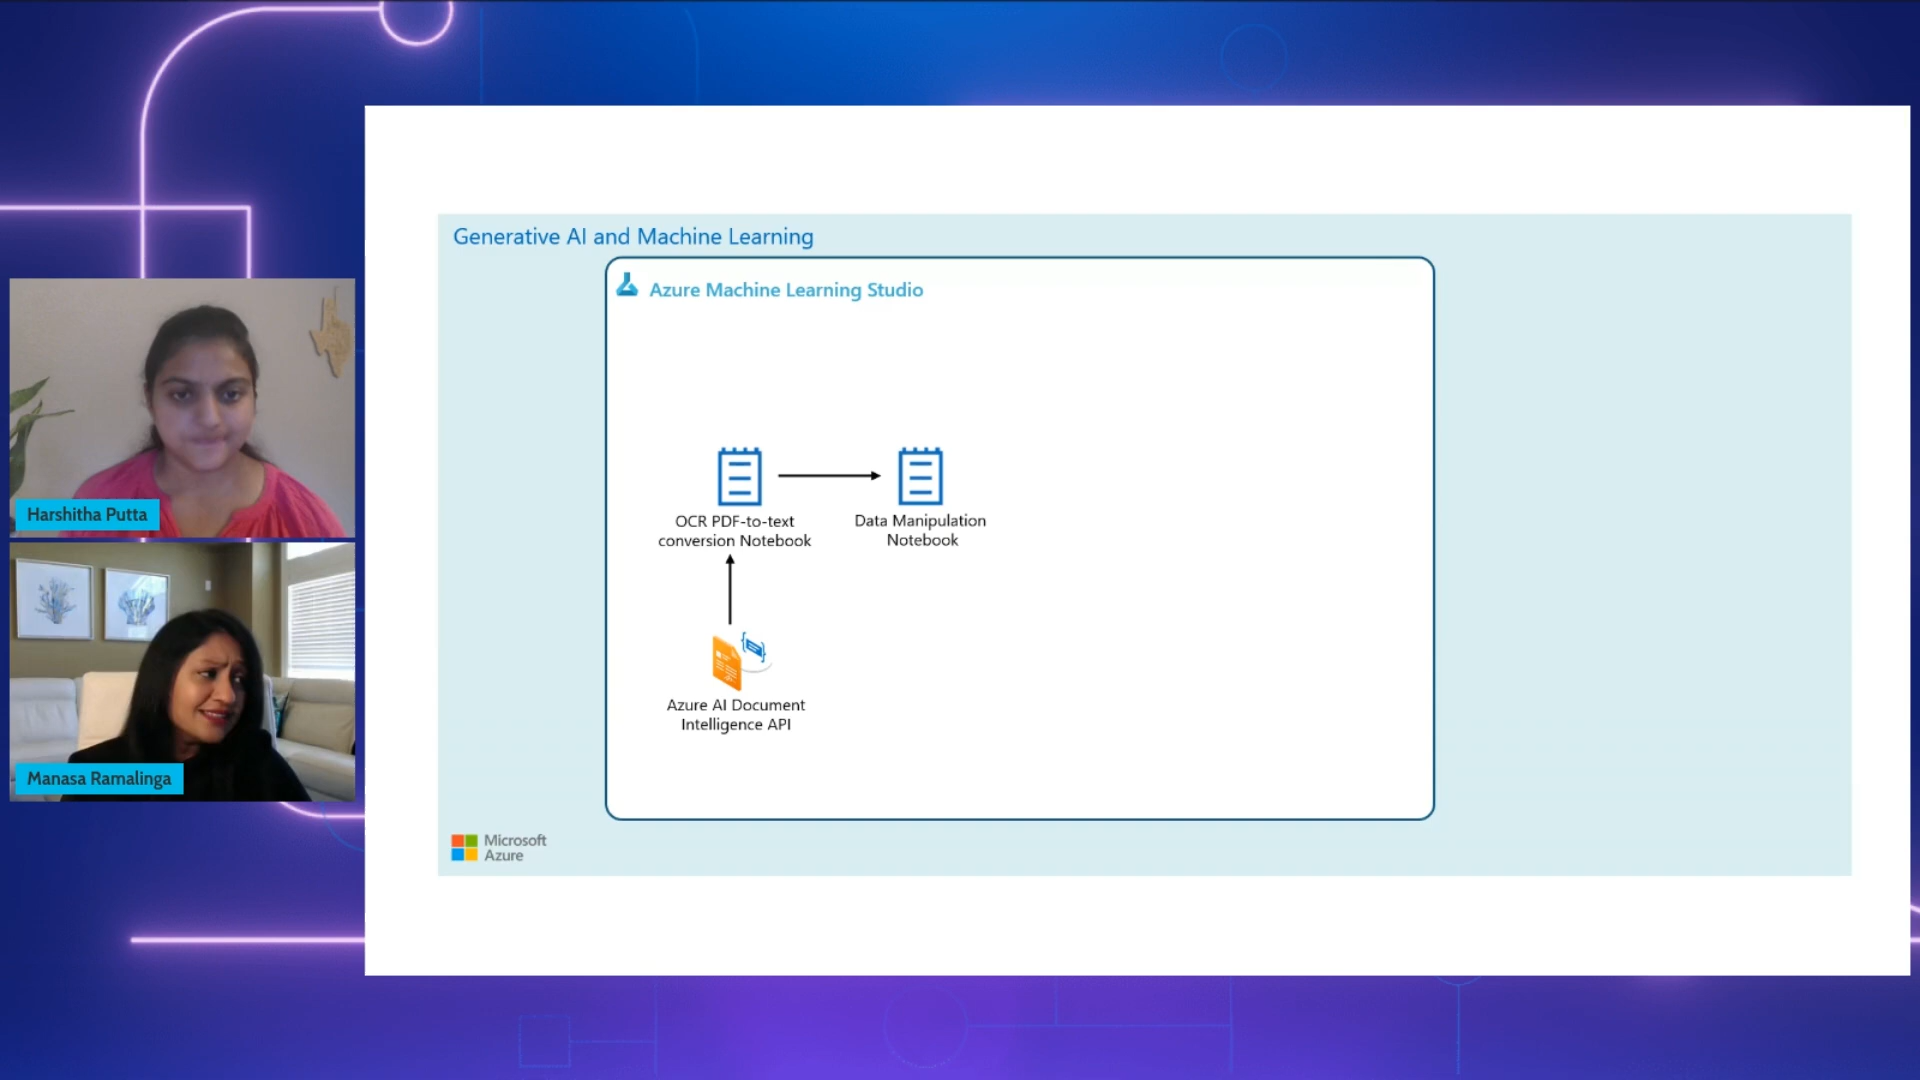 Generative AI and Machine Learning
Azure Machine Learning Studio
OCR PDF-to-text
conversion Notebook
Data Manipulation
Notebook
Azure AI Document
Intelligence API
Microsoft
Azure
Harshitha Putta
Manasa Ramalinga